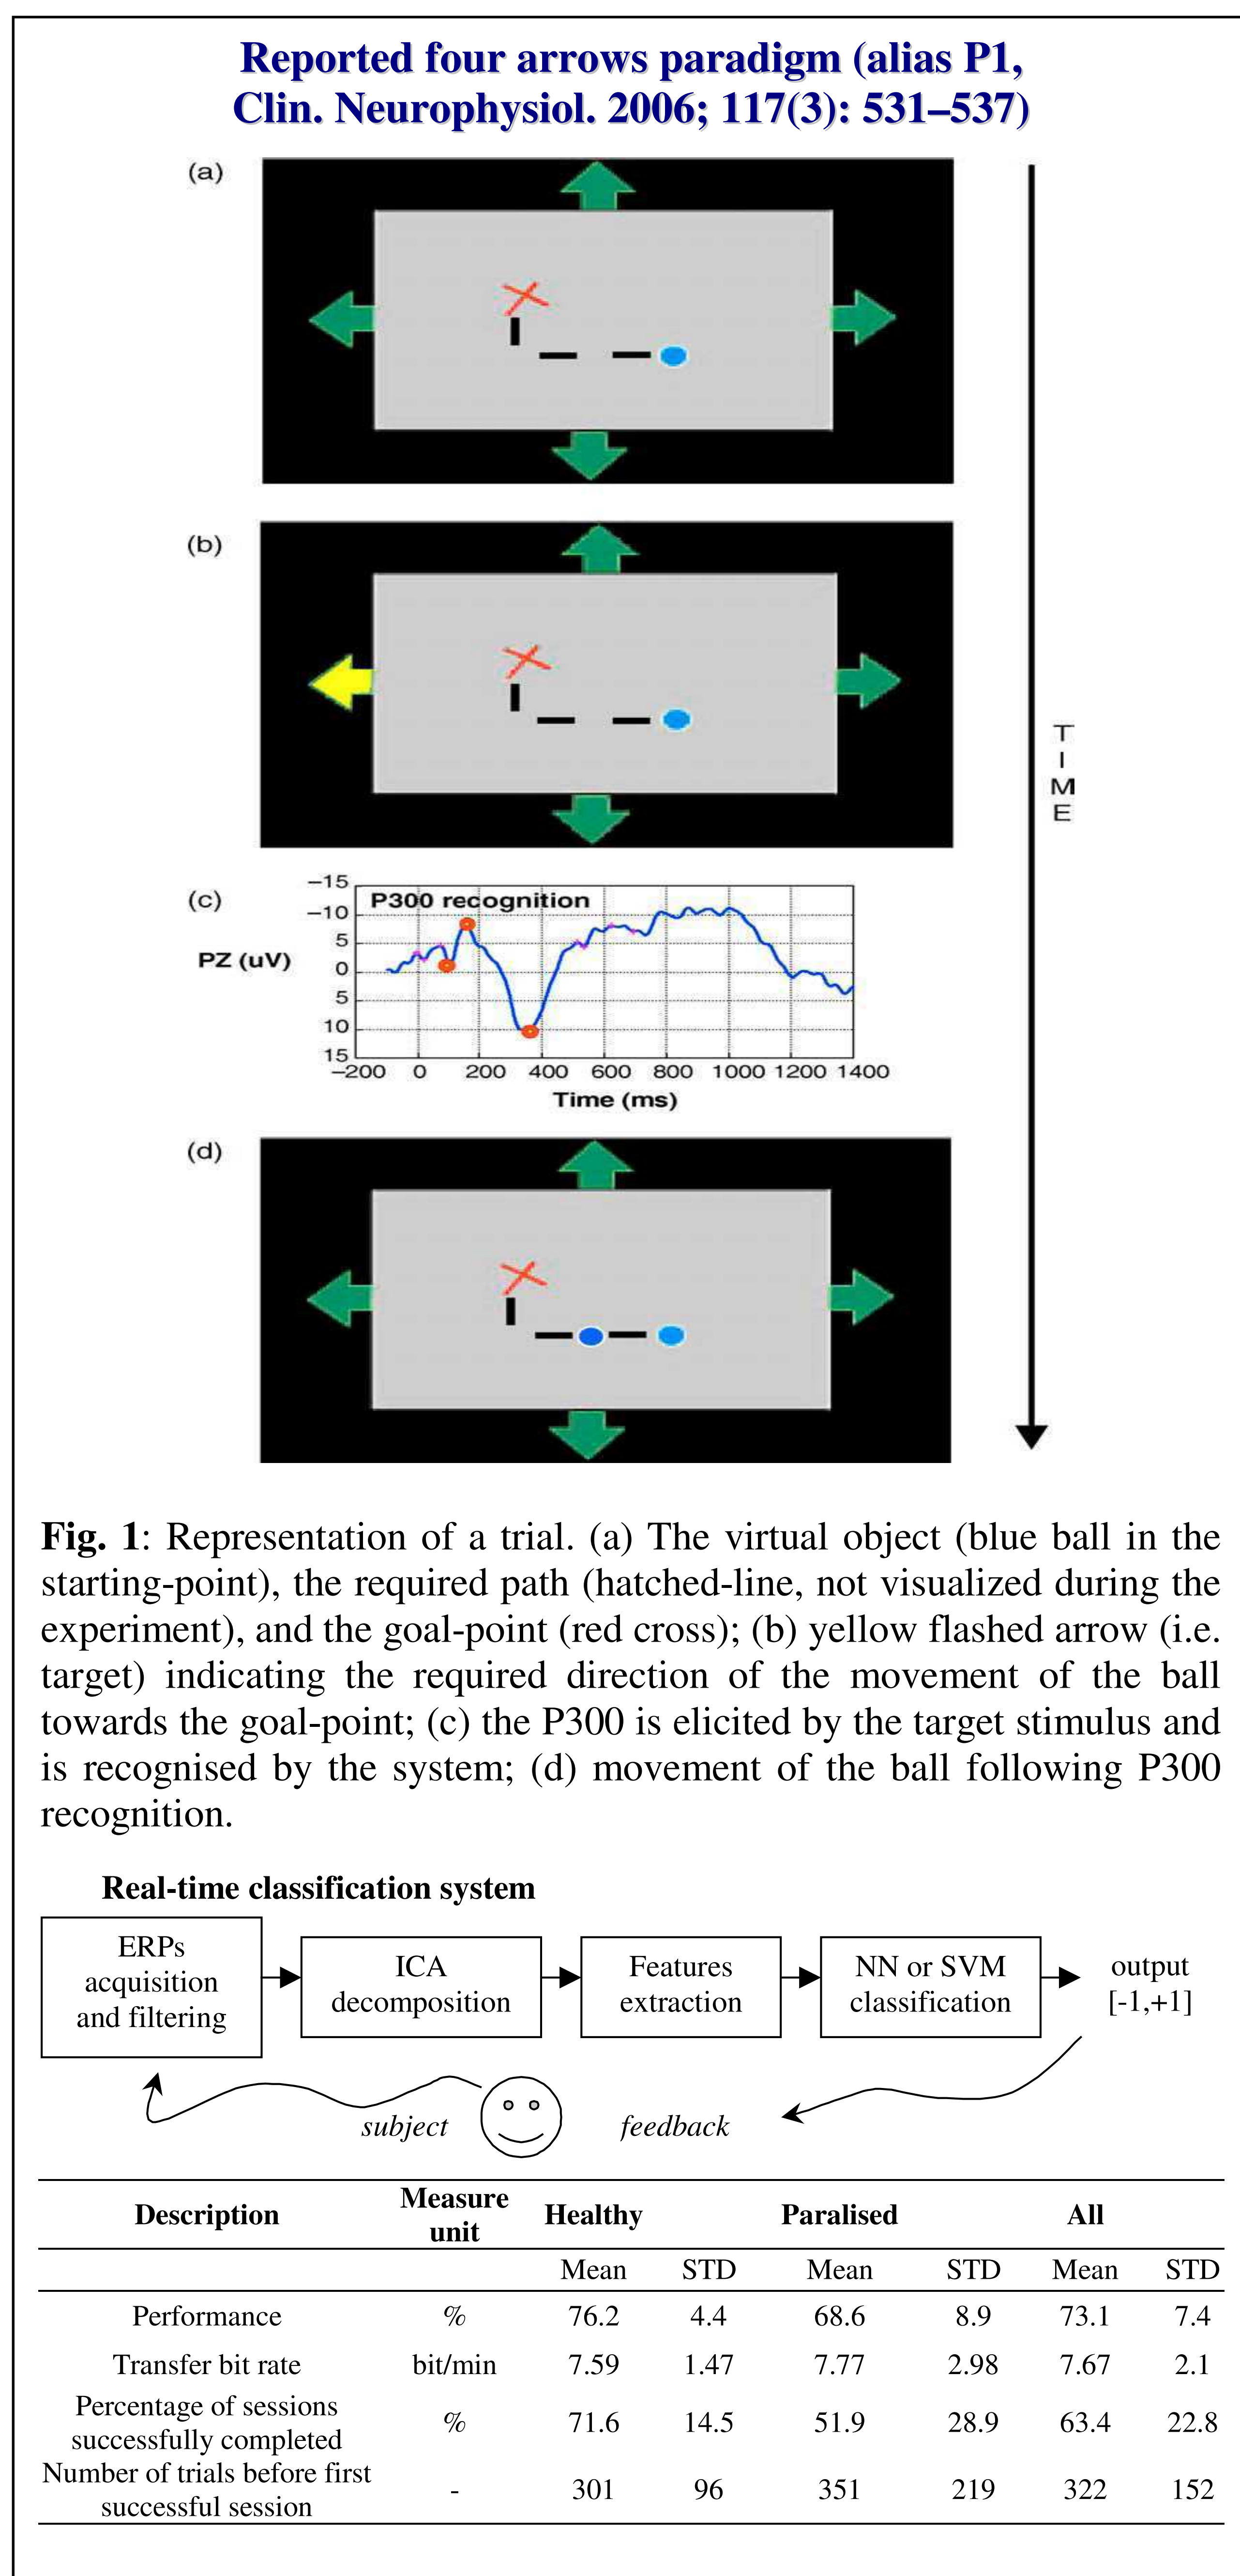 Reported four arrows paradigm (alias P1,
Clin. Neurophysiol. 2006; 117(3): 531–537)
(a)
(b)
T
I
M
E
(c)
P300 recognition
PZ (uV)
–15
–10
5
0
5
10
15
–200 0 200 400 600 800 1000 1200 1400
Time (ms)
(d)
Fig. 1: Representation of a trial. (a) The virtual object (blue ball in the
starting-point), the required path (hatched-line, not visualized during the
experiment), and the goal-point (red cross); (b) yellow flashed arrow (i.e.
target) indicating the required direction of the movement of the ball
towards the goal-point; (c) the P300 is elicited by the target stimulus and
is recognised by the system; (d) movement of the ball following P300
recognition.
Real-time classification system
ERPs
acquisition
and filtering
ICA
decomposition
Features
extraction
NN or SVM
classification
output
[-1,+1]
subject
feedback
Description Measure unit Healthy Paralised All
Mean STD Mean STD Mean STD
Performance % 76.2 4.4 68.6 8.9 73.1 7.4
Transfer bit rate bit/min 7.59 1.47 7.77 2.98 7.67 2.1
Percentage of sessions
successfully completed % 71.6 14.5 51.9 28.9 63.4 22.8
Number of trials before first
successful session - 301 96 351 219 322 152